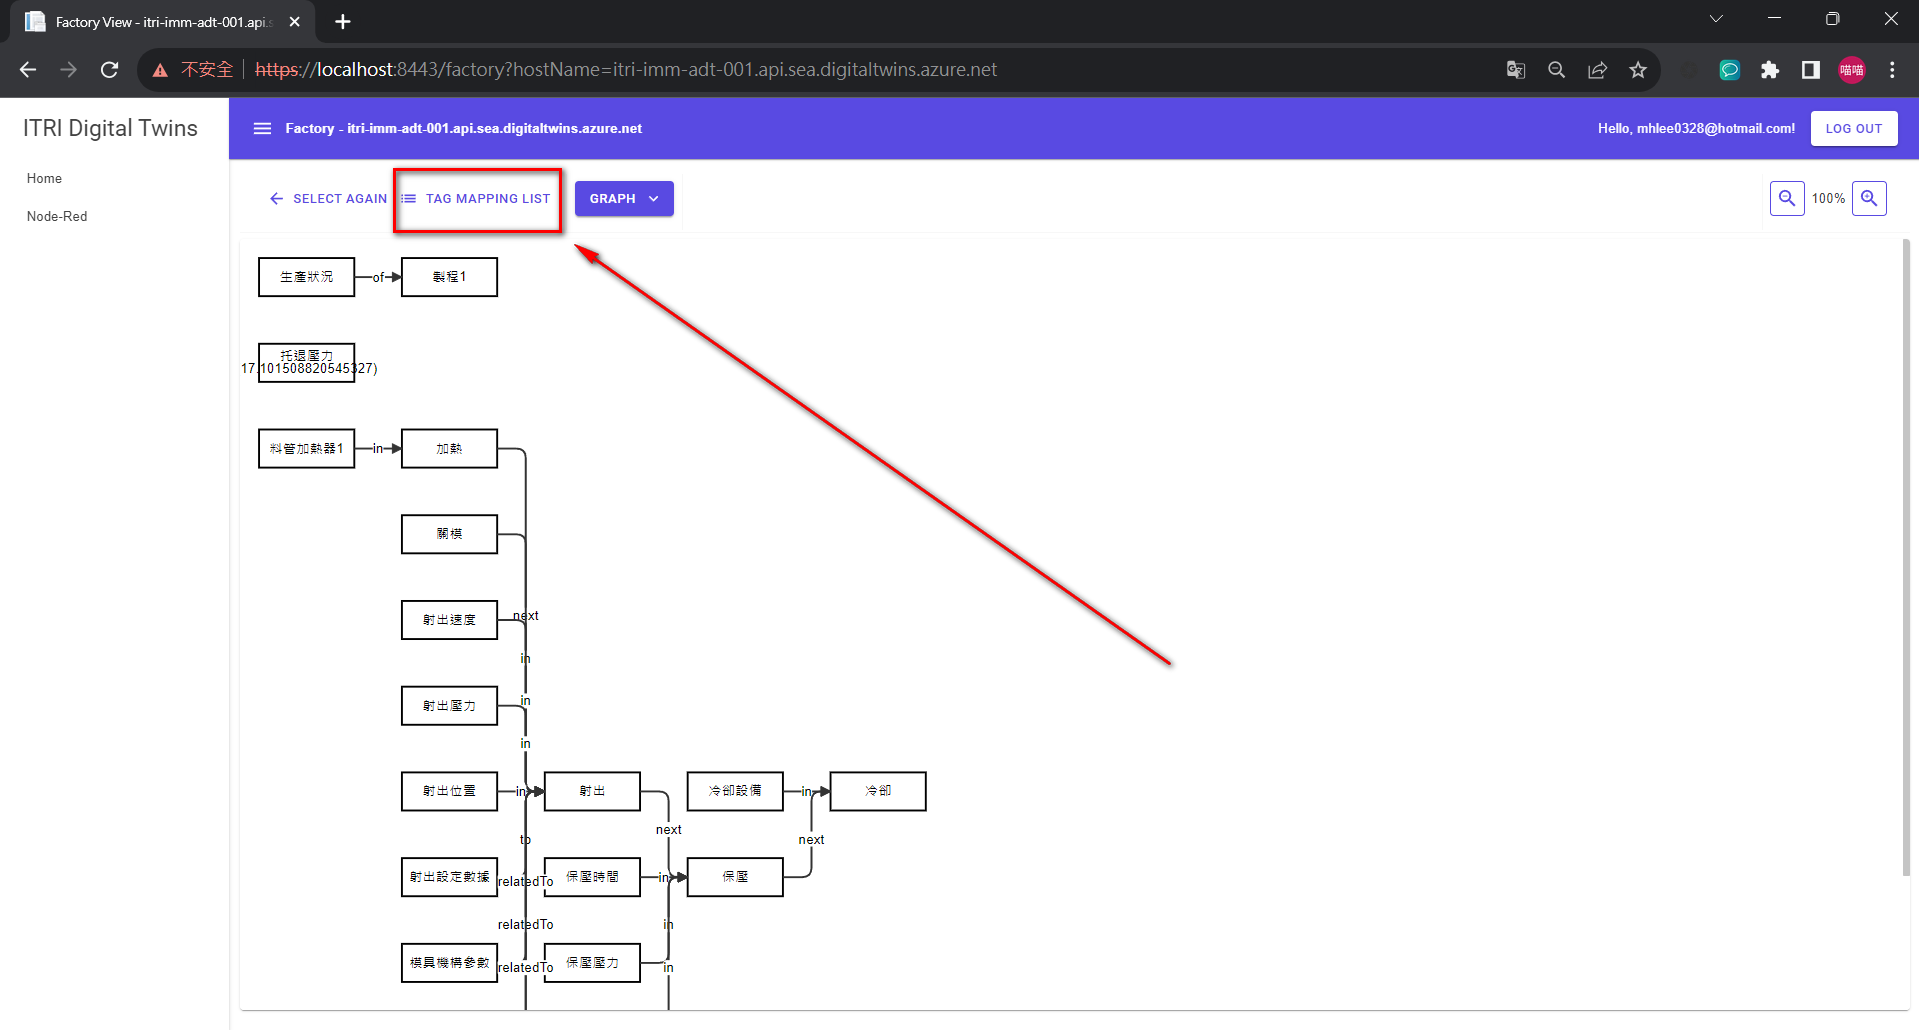 Factory View - itri-imm-adt-001.api.s
不安全
https://localhost:8443/factory?hostName=itri-imm-adt-001.api.sea.digitaltwins.azure.net
喵喵
ITRI Digital Twins
Factory - itri-imm-adt-001.api.sea.digitaltwins.azure.net
Hello, mhlee0328@hotmail.com!
LOG OUT
Home
Node-Red
SELECT AGAIN
TAG MAPPING LIST
GRAPH
100%
生產狀況
of
製程1
托退壓力
17.101508820545327)
料管加熱器1
in
加熱
關模
射出速度
next
in
射出壓力
in
in
射出位置
in
射出
冷卻設備
in
冷卻
next
to
next
射出設定數據
relatedTo
保壓時間
in
保壓
relatedTo
in
模具機構參數
relatedTo
保壓壓力
in